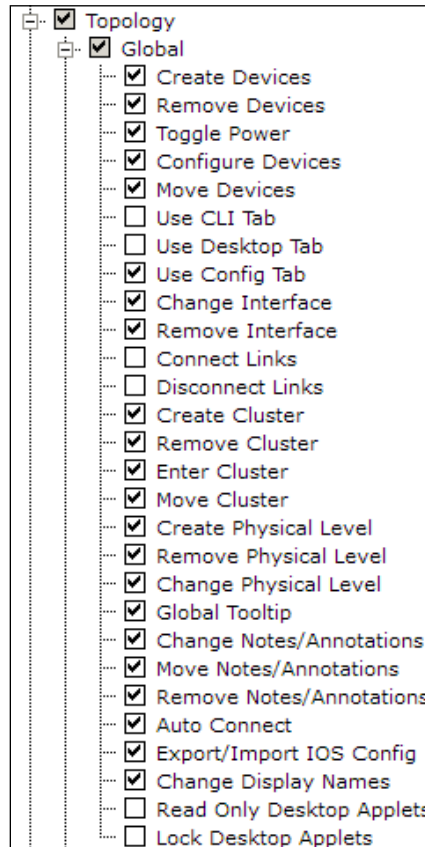 Topology
Global
Create Devices
Remove Devices
Toggle Power
Configure Devices
Move Devices
Use CLI Tab
Use Desktop Tab
Use Config Tab
Change Interface
Remove Interface
Connect Links
Disconnect Links
Create Cluster
Remove Cluster
Enter Cluster
Move Cluster
Create Physical Level
Remove Physical Level
Change Physical Level
Global Tooltip
Change Notes/Annotations
Move Notes/Annotations
Remove Notes/Annotations
Auto Connect
Export/Import IOS Config
Change Display Names
Read Only Desktop Applets
Lock Desktop Applets